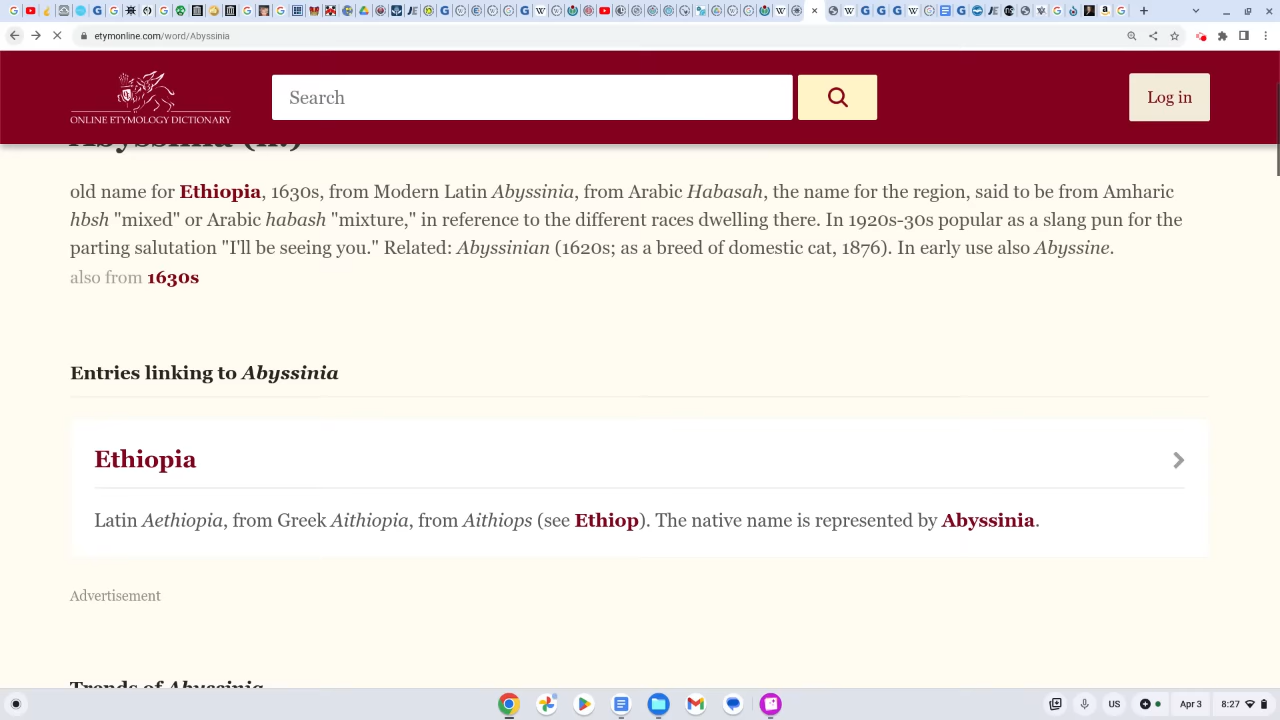 etymonline.com/word/Abyssinia
ONLINE ETYMOLOGY DICTIONARY
Search
Log in
Abyssinia (n.)
old name for Ethiopia, 1630s, from Modern Latin Abyssinia, from Arabic Habasah, the name for the region, said to be from Amharic
hbsh "mixed" or Arabic habash "mixture," in reference to the different races dwelling there. In 1920s-30s popular as a slang pun for the
parting salutation "I'll be seeing you." Related: Abyssinian (1620s; as a breed of domestic cat, 1876). In early use also Abyssine.
also from 1630s
Entries linking to Abyssinia
Ethiopia
Latin Aethiopia, from Greek Aithiopia, from Aithiops (see Ethiop). The native name is represented by Abyssinia.
Advertisement
Trends of Abyssinia
US
Apr 3
8:27